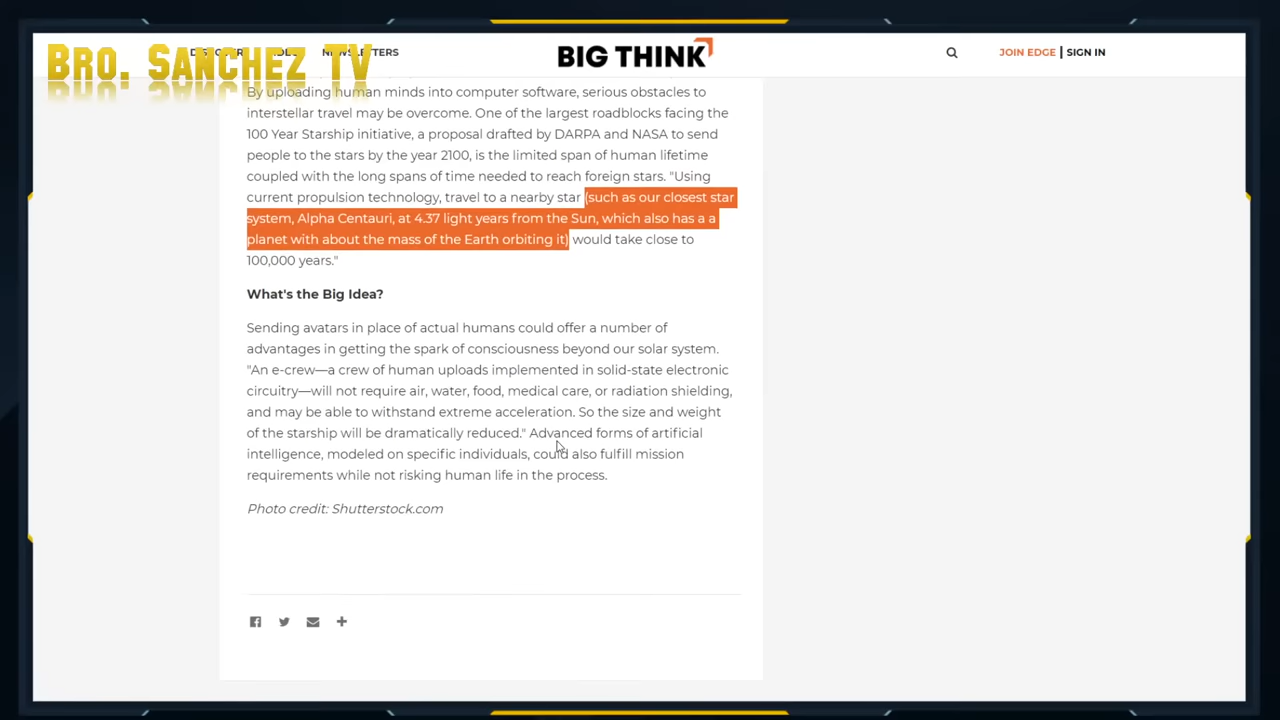 BRO. SANCHEZ TV
NEWSLETTERS
BIG THINK
JOIN EDGE | SIGN IN
By uploading human minds into computer software, serious obstacles to
interstellar travel may be overcome. One of the largest roadblocks facing the
100 Year Starship initiative, a proposal drafted by DARPA and NASA to send
people to the stars by the year 2100, is the limited span of human lifetime
coupled with the long spans of time needed to reach foreign stars. "Using
current propulsion technology, travel to a nearby star (such as our closest star
system, Alpha Centauri, at 4.37 light years from the Sun, which also has a a
planet with about the mass of the Earth orbiting it) would take close to
100,000 years."
What's the Big Idea?
Sending avatars in place of actual humans could offer a number of
advantages in getting the spark of consciousness beyond our solar system.
"An e-crew—a crew of human uploads implemented in solid-state electronic
circuitry—will not require air, water, food, medical care, or radiation shielding,
and may be able to withstand extreme acceleration. So the size and weight
of the starship will be dramatically reduced." Advanced forms of artificial
intelligence, modeled on specific individuals, could also fulfill mission
requirements while not risking human life in the process.
Photo credit: Shutterstock.com